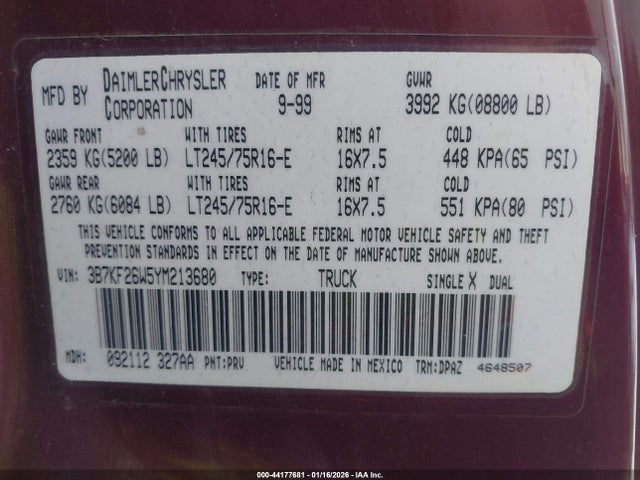 MFD BY DAIMLERCHRYSLER CORPORATION DATE OF MFR 9-99 GVWR 3992 KG(08800 LB)
GAWR FRONT WITH TIRES RIMS AT COLD
2359 KG(5200 LB) LT245/75R16-E 16X7.5 448 KPA(65 PSI)
GAWR REAR WITH TIRES RIMS AT COLD
2760 KG(6084 LB) LT245/75R16-E 16X7.5 551 KPA(80 PSI)
THIS VEHICLE CONFORMS TO ALL APPLICABLE FEDERAL MOTOR VEHICLE SAFETY AND THEFT
PREVENTION STANDARDS IN EFFECT ON THE DATE OF MANUFACTURE SHOWN ABOVE.
VIN: 3B7KF26W5YM213680 TYPE: TRUCK SINGLE X DUAL
MDH: 092112 327AA PNT:PRV VEHICLE MADE IN MEXICO TRM:DPAZ 4648507
000-44177681 | 01/16/2026 | IAA Inc.